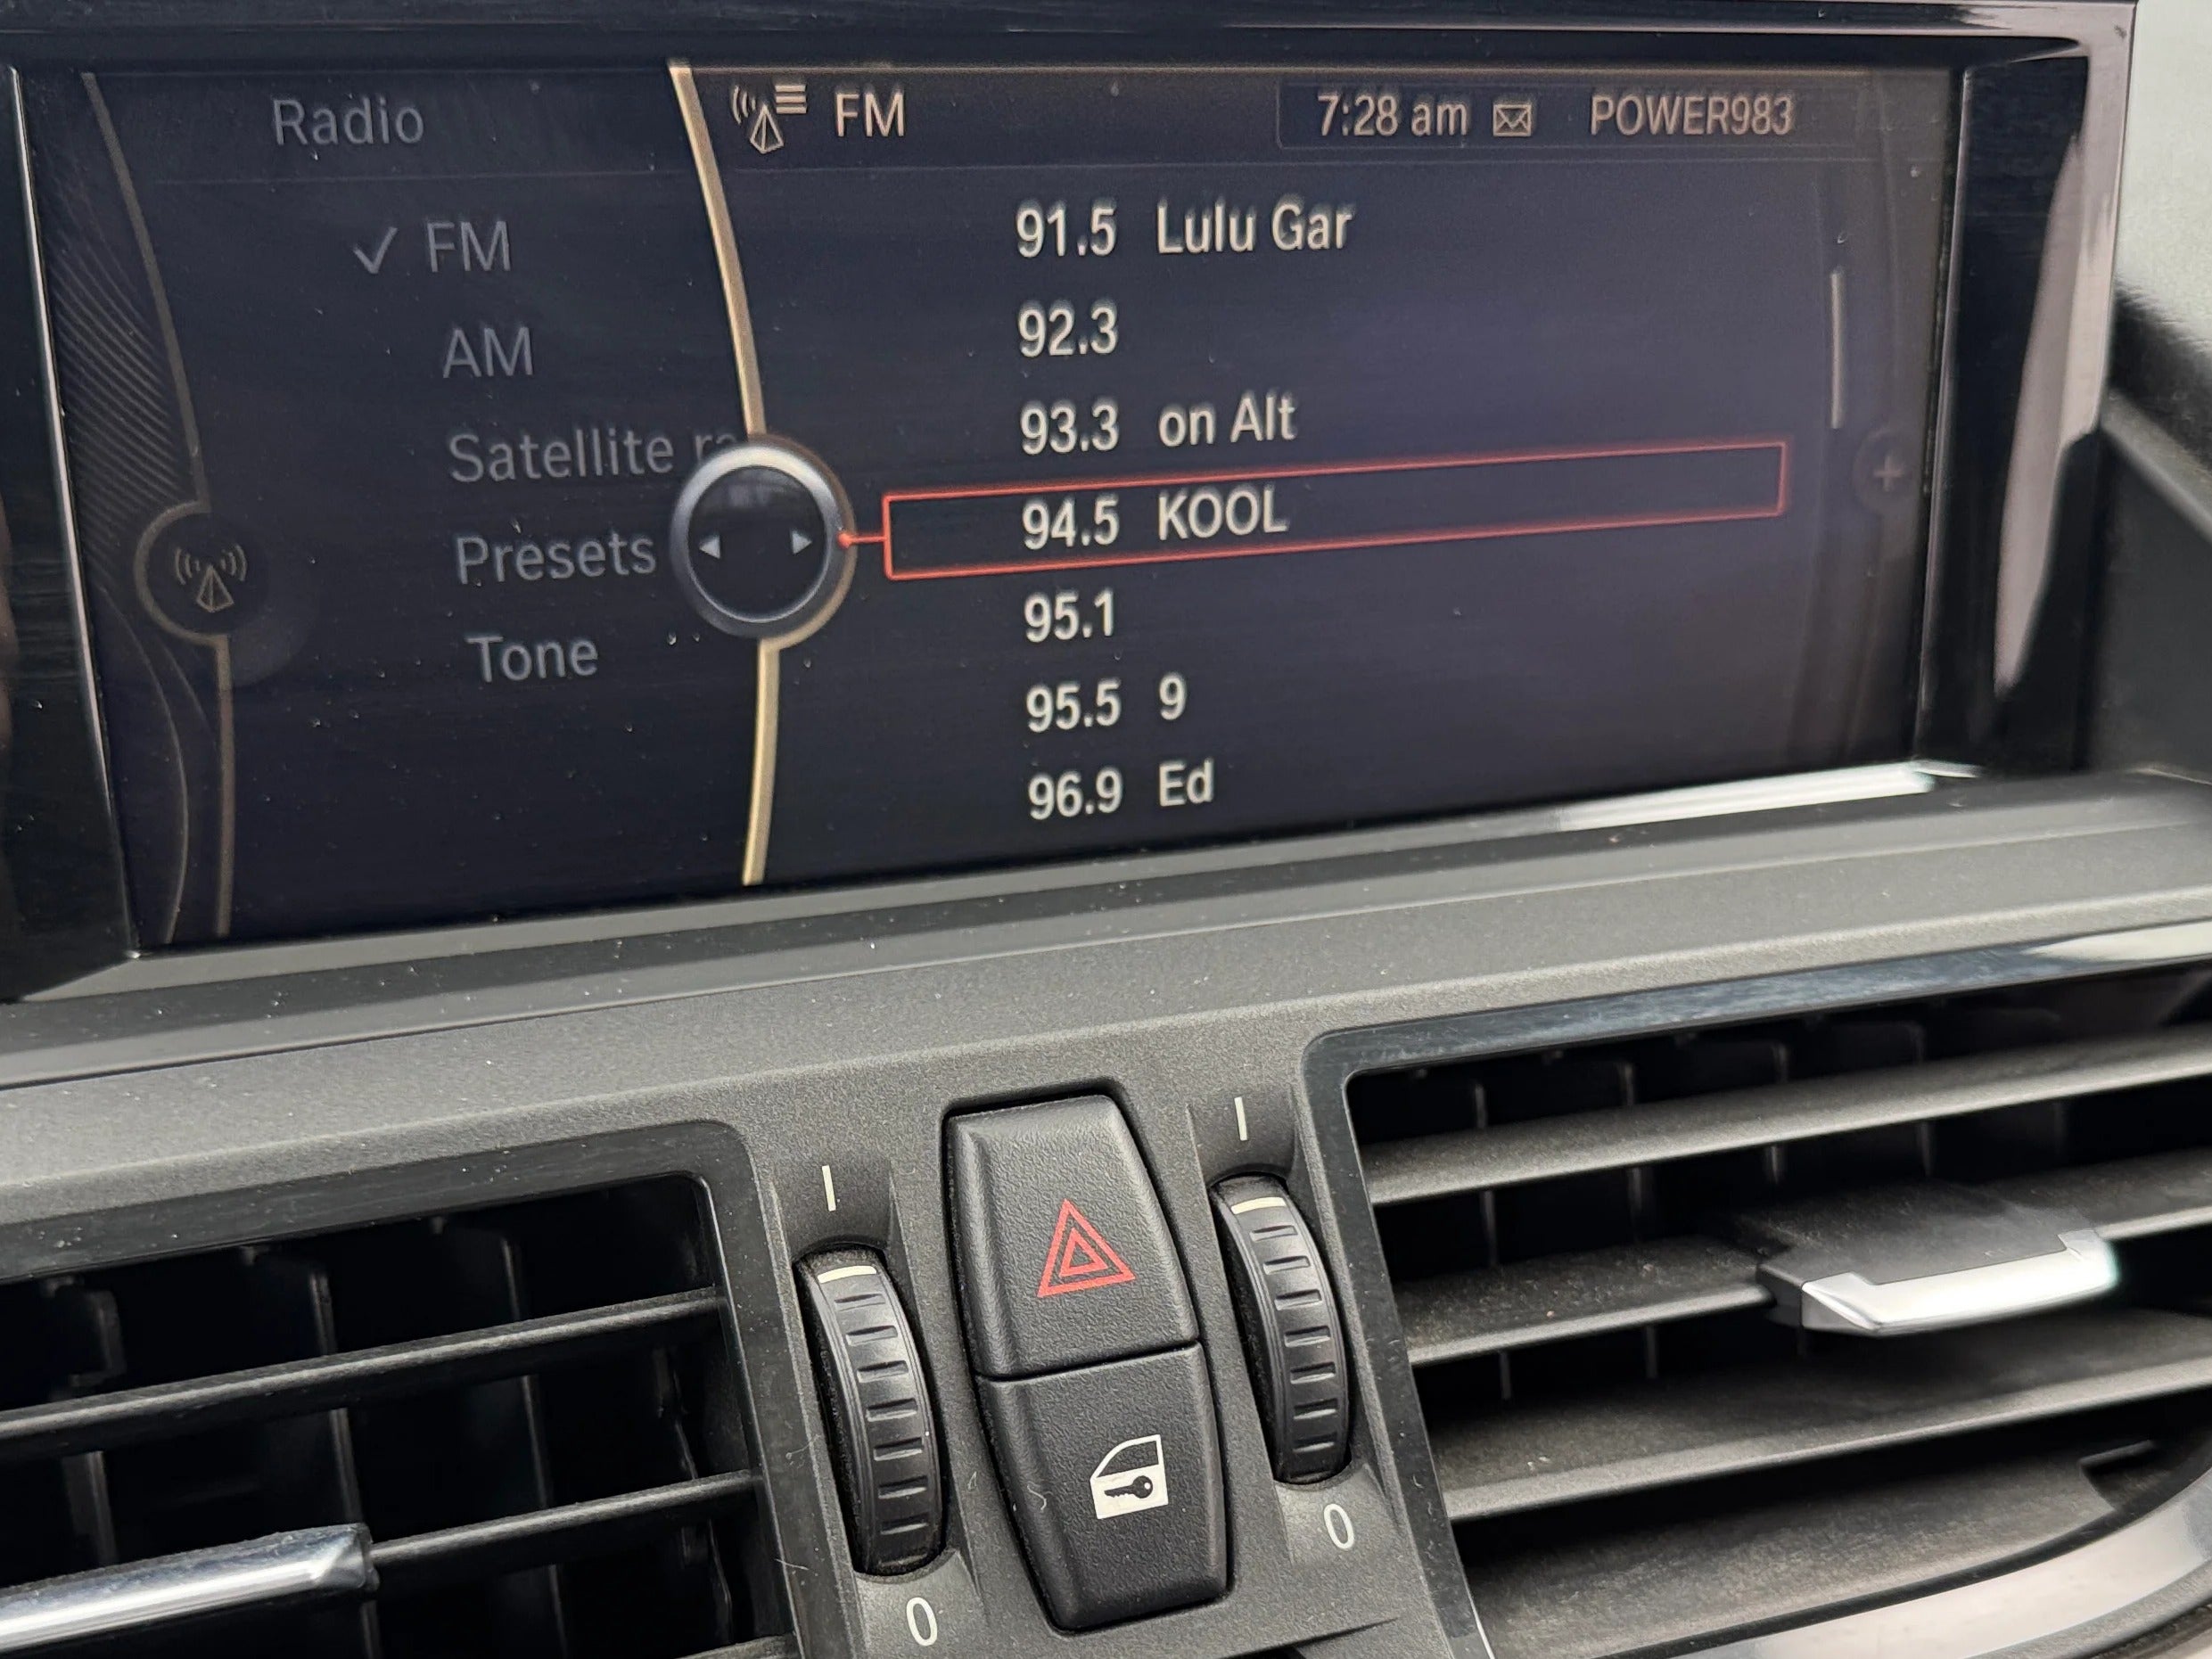 Radio
FM
AM
Satellite ra
Presets
Tone
FM
7:28 am POWER983
91.5 Lulu Gar
92.3
93.3 on Alt
94.5 KOOL
95.1
95.5 9
96.9 Ed
+
I
I
0
0